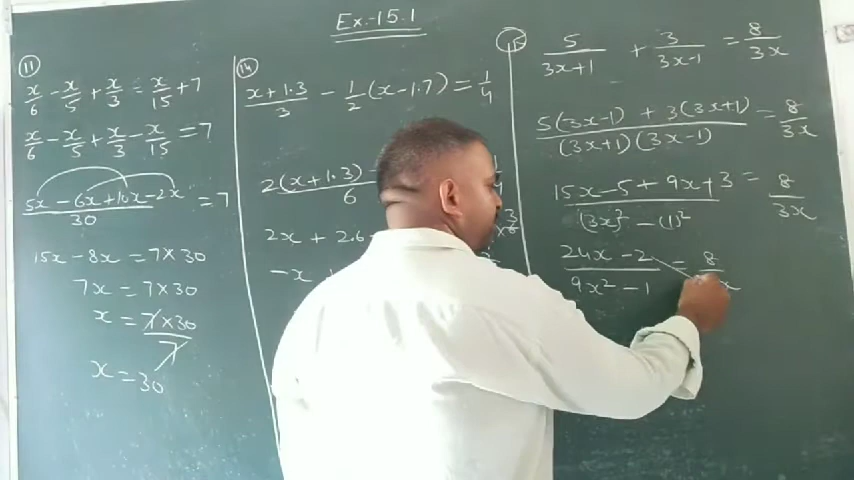 Ex.-15.1
11
x/6 - x/5 + x/3 = x/15 + 7
x/6 - x/5 + x/3 - x/15 = 7
5x - 6x + 10x - 2x / 30 = 7
15x - 8x = 7 × 30
7x = 7 × 30
x = 7 × 30 / 7
x = 30
14
x + 1.3 / 3 - 1/2 (x - 1.7) = 1/4
2(x + 1.3) / 6
2x + 2.6
-x
15
5 / 3x+1 + 3 / 3x-1 = 8 / 3x
5(3x-1) + 3(3x+1) / (3x+1)(3x-1) = 8 / 3x
15x - 5 + 9x + 3 / (3x)² - (1)² = 8 / 3x
24x - 2 / 9x² - 1 = 8